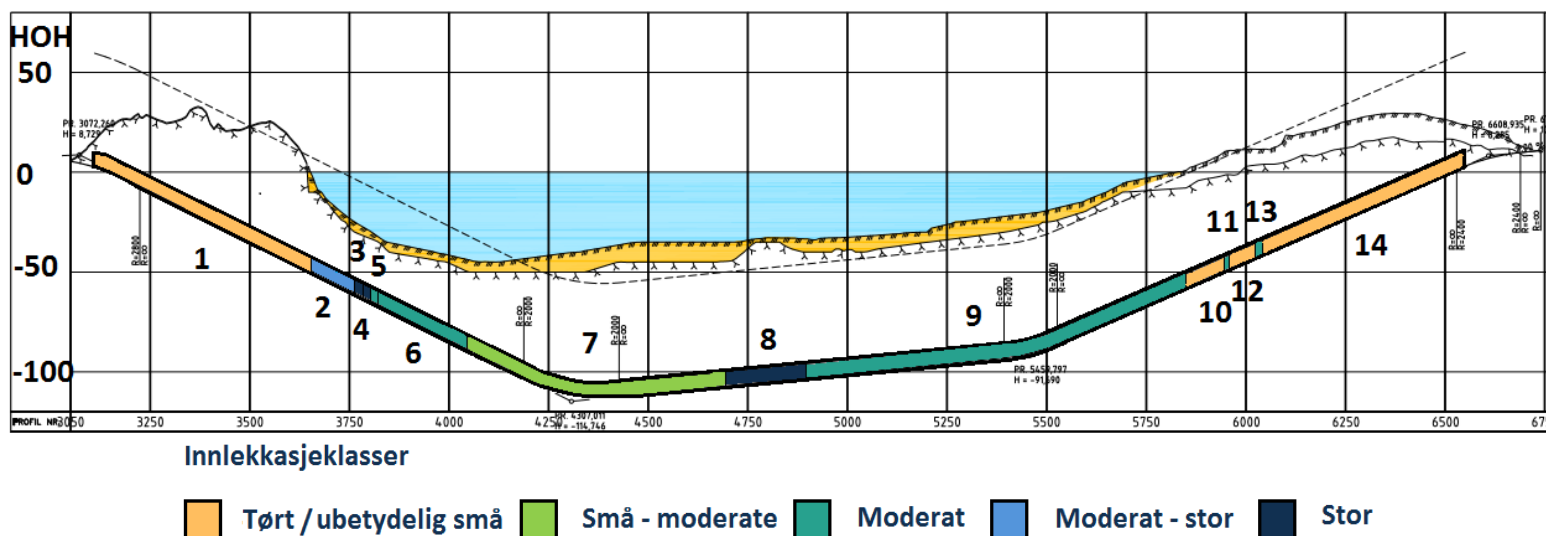 HOH
50
0
-50
-100
PR. 3072,260
H = 8,729
PR. 6608,935
PR. 6
R=2800
R=∞
1
2
3
4
5
6
R=∞
R=2000
7
R=2000
R=∞
8
9
R=∞
R=2000
R=2000
R=∞
10
11
12
13
14
R=∞
R=2400
R=2400
R=∞
R=∞
PR. 4307,011
H = -114,746
H = -91,690
PROFIL NR.
3050 3250 3500 3750 4000 4250 4500 4750 5000 5250 5500 5750 6000 6250 6500 675
Innlekkasjeklasser
Tørt / ubetydelig små
Små - moderate
Moderat
Moderat - stor
Stor